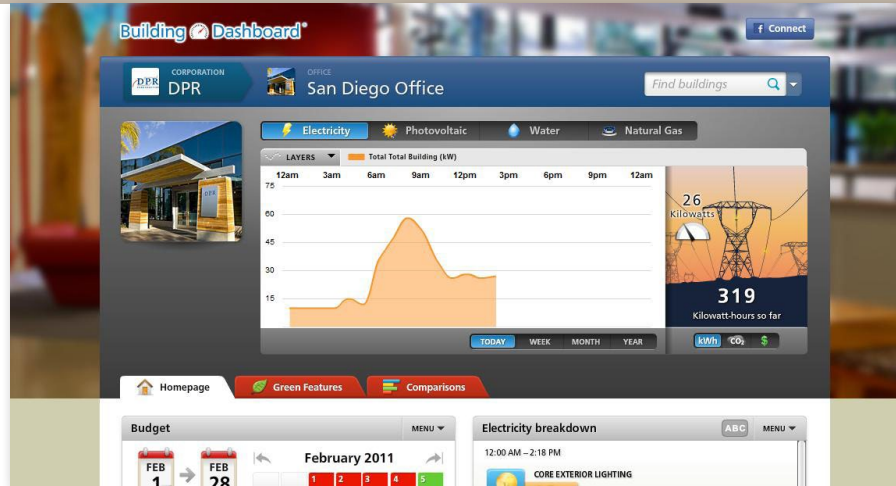 Building Dashboard®
f Connect
CORPORATION
DPR
DPR
OFFICE
San Diego Office
Find buildings
Electricity
Photovoltaic
Water
Natural Gas
LAYERS
Total Total Building (kW)
12am 3am 6am 9am 12pm 3pm 6pm 9pm 12am
75
60
45
30
15
26
Kilowatts
319
Kilowatt-hours so far
TODAY WEEK MONTH YEAR
kWh CO₂ $
Homepage
Green Features
Comparisons
Budget
MENU
FEB
1
FEB
28
February 2011
1 2 3 4 5
Electricity breakdown
ABC
MENU
12:00 AM – 2:18 PM
CORE EXTERIOR LIGHTING